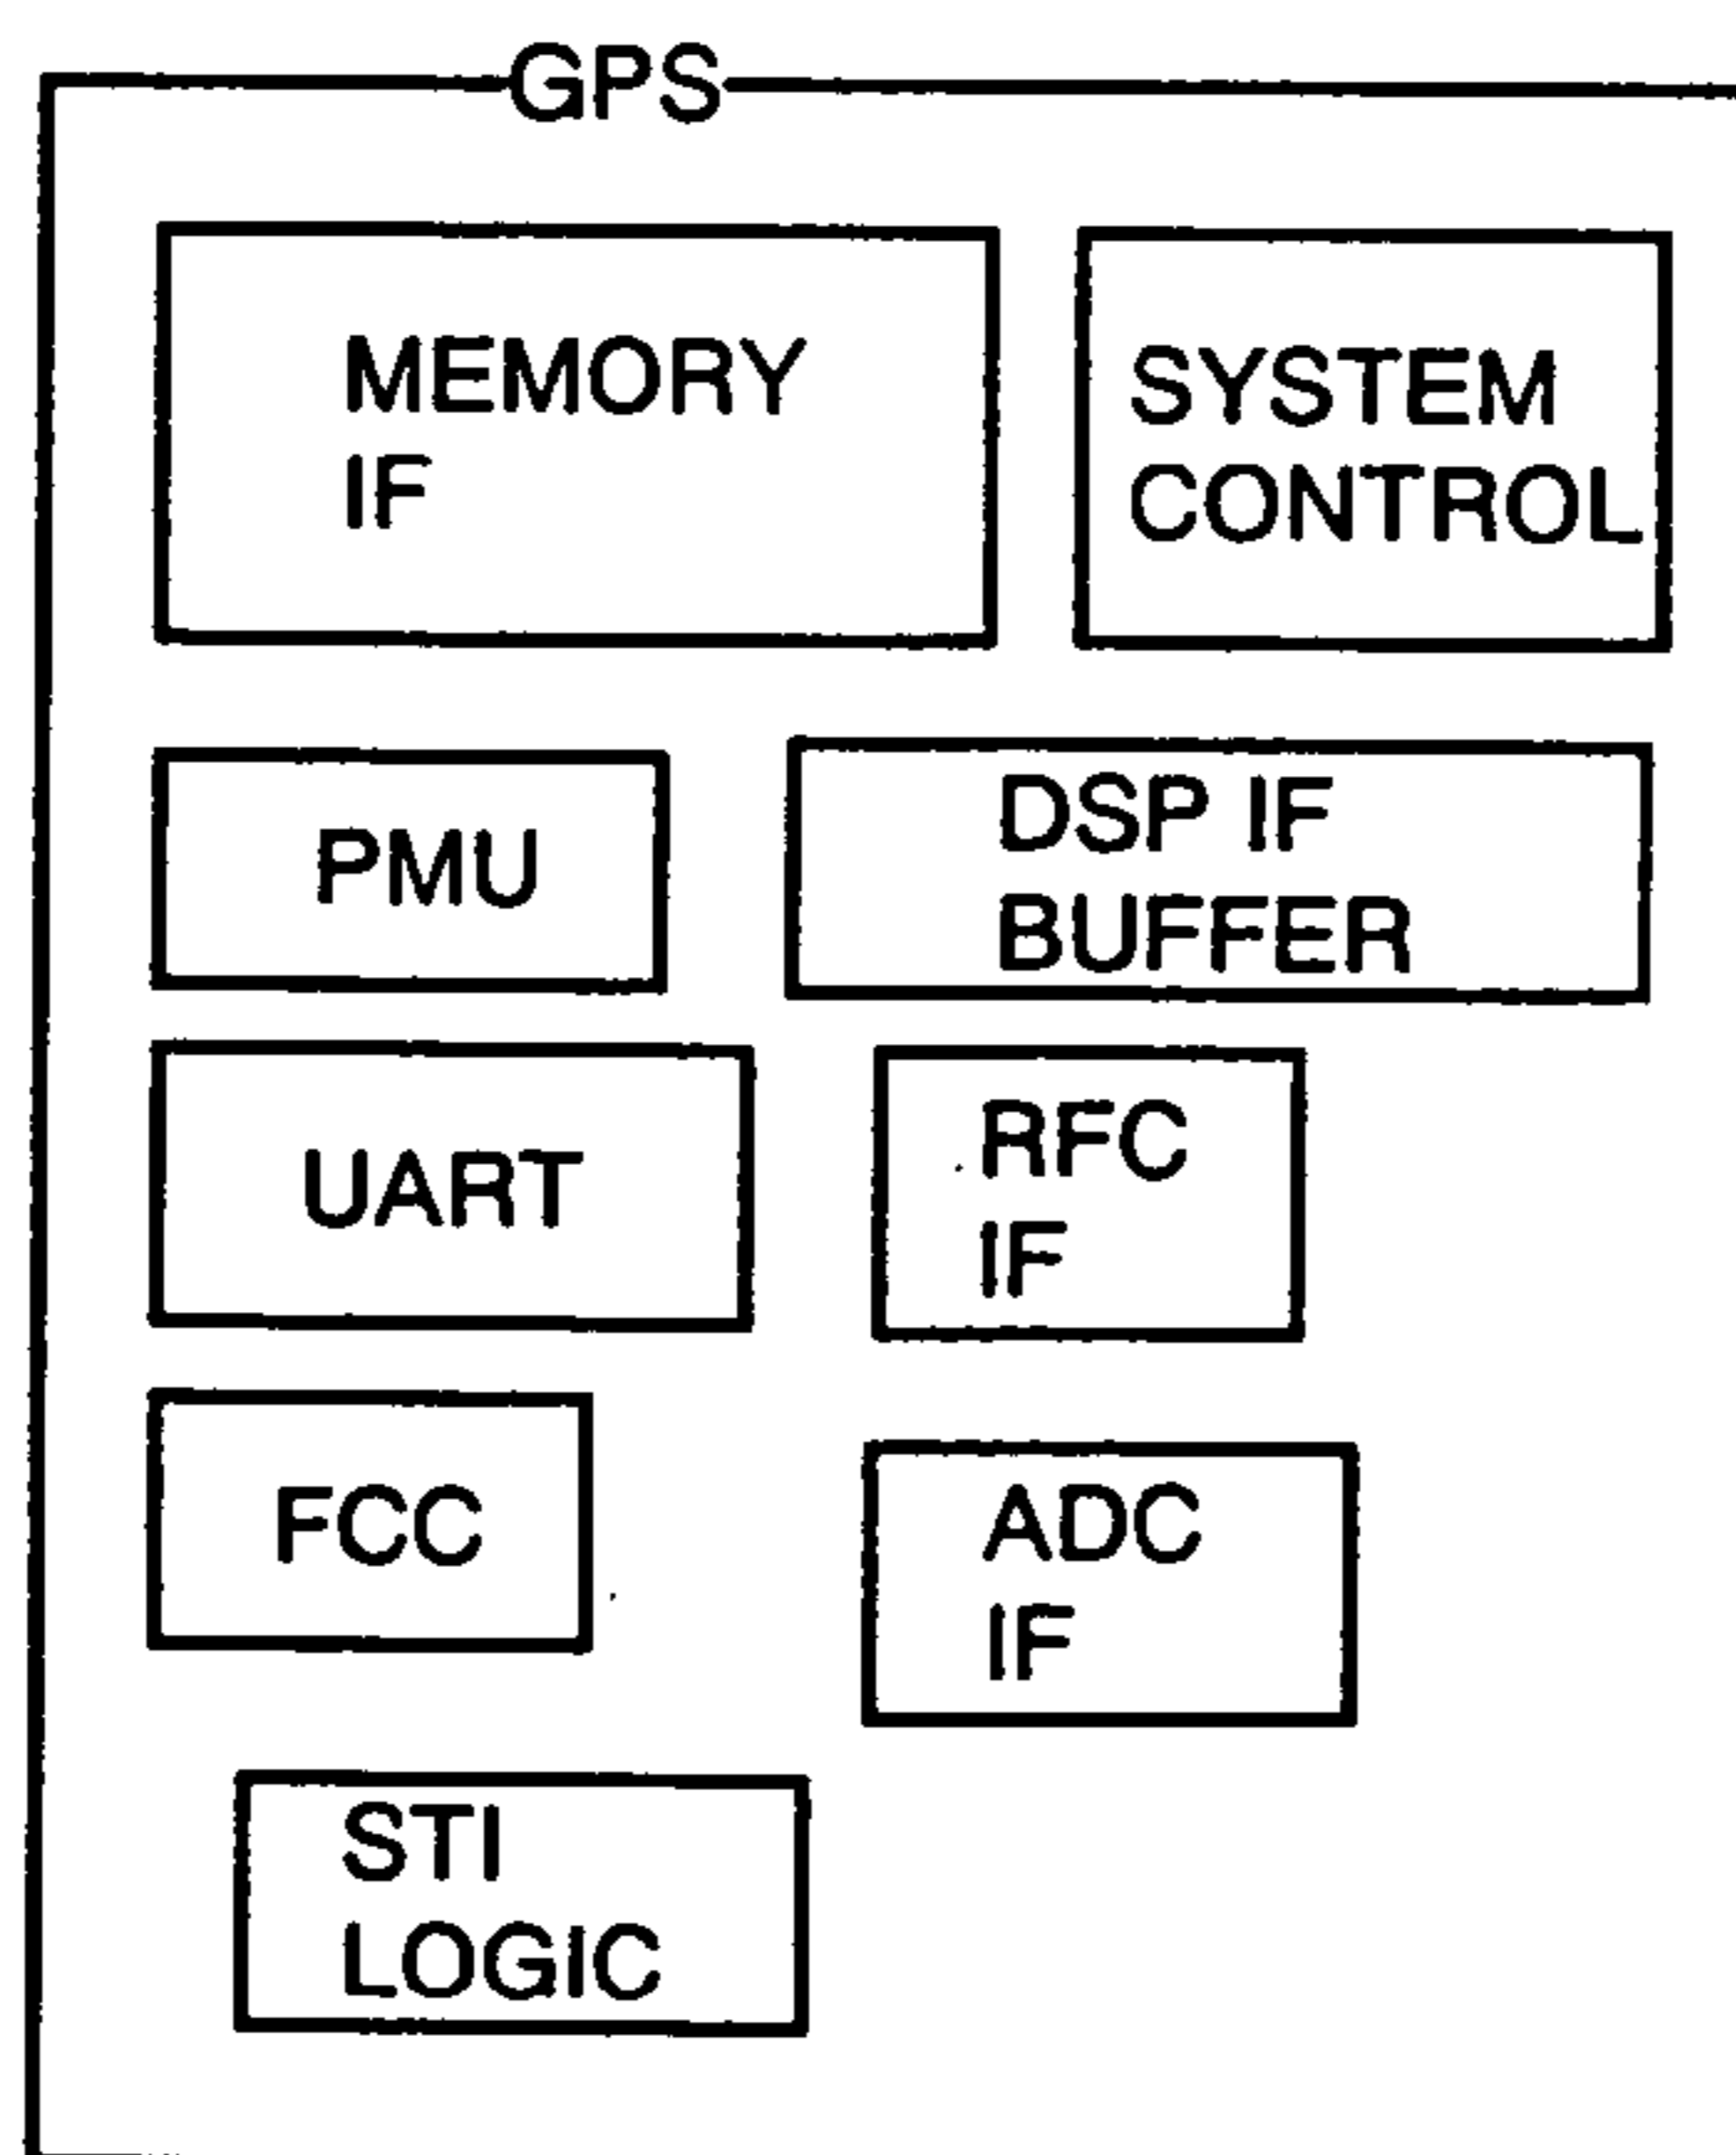 GPS
MEMORY
IF
SYSTEM
CONTROL
PMU
DSP IF
BUFFER
UART
RFC
IF
FCC
ADC
IF
STI
LOGIC